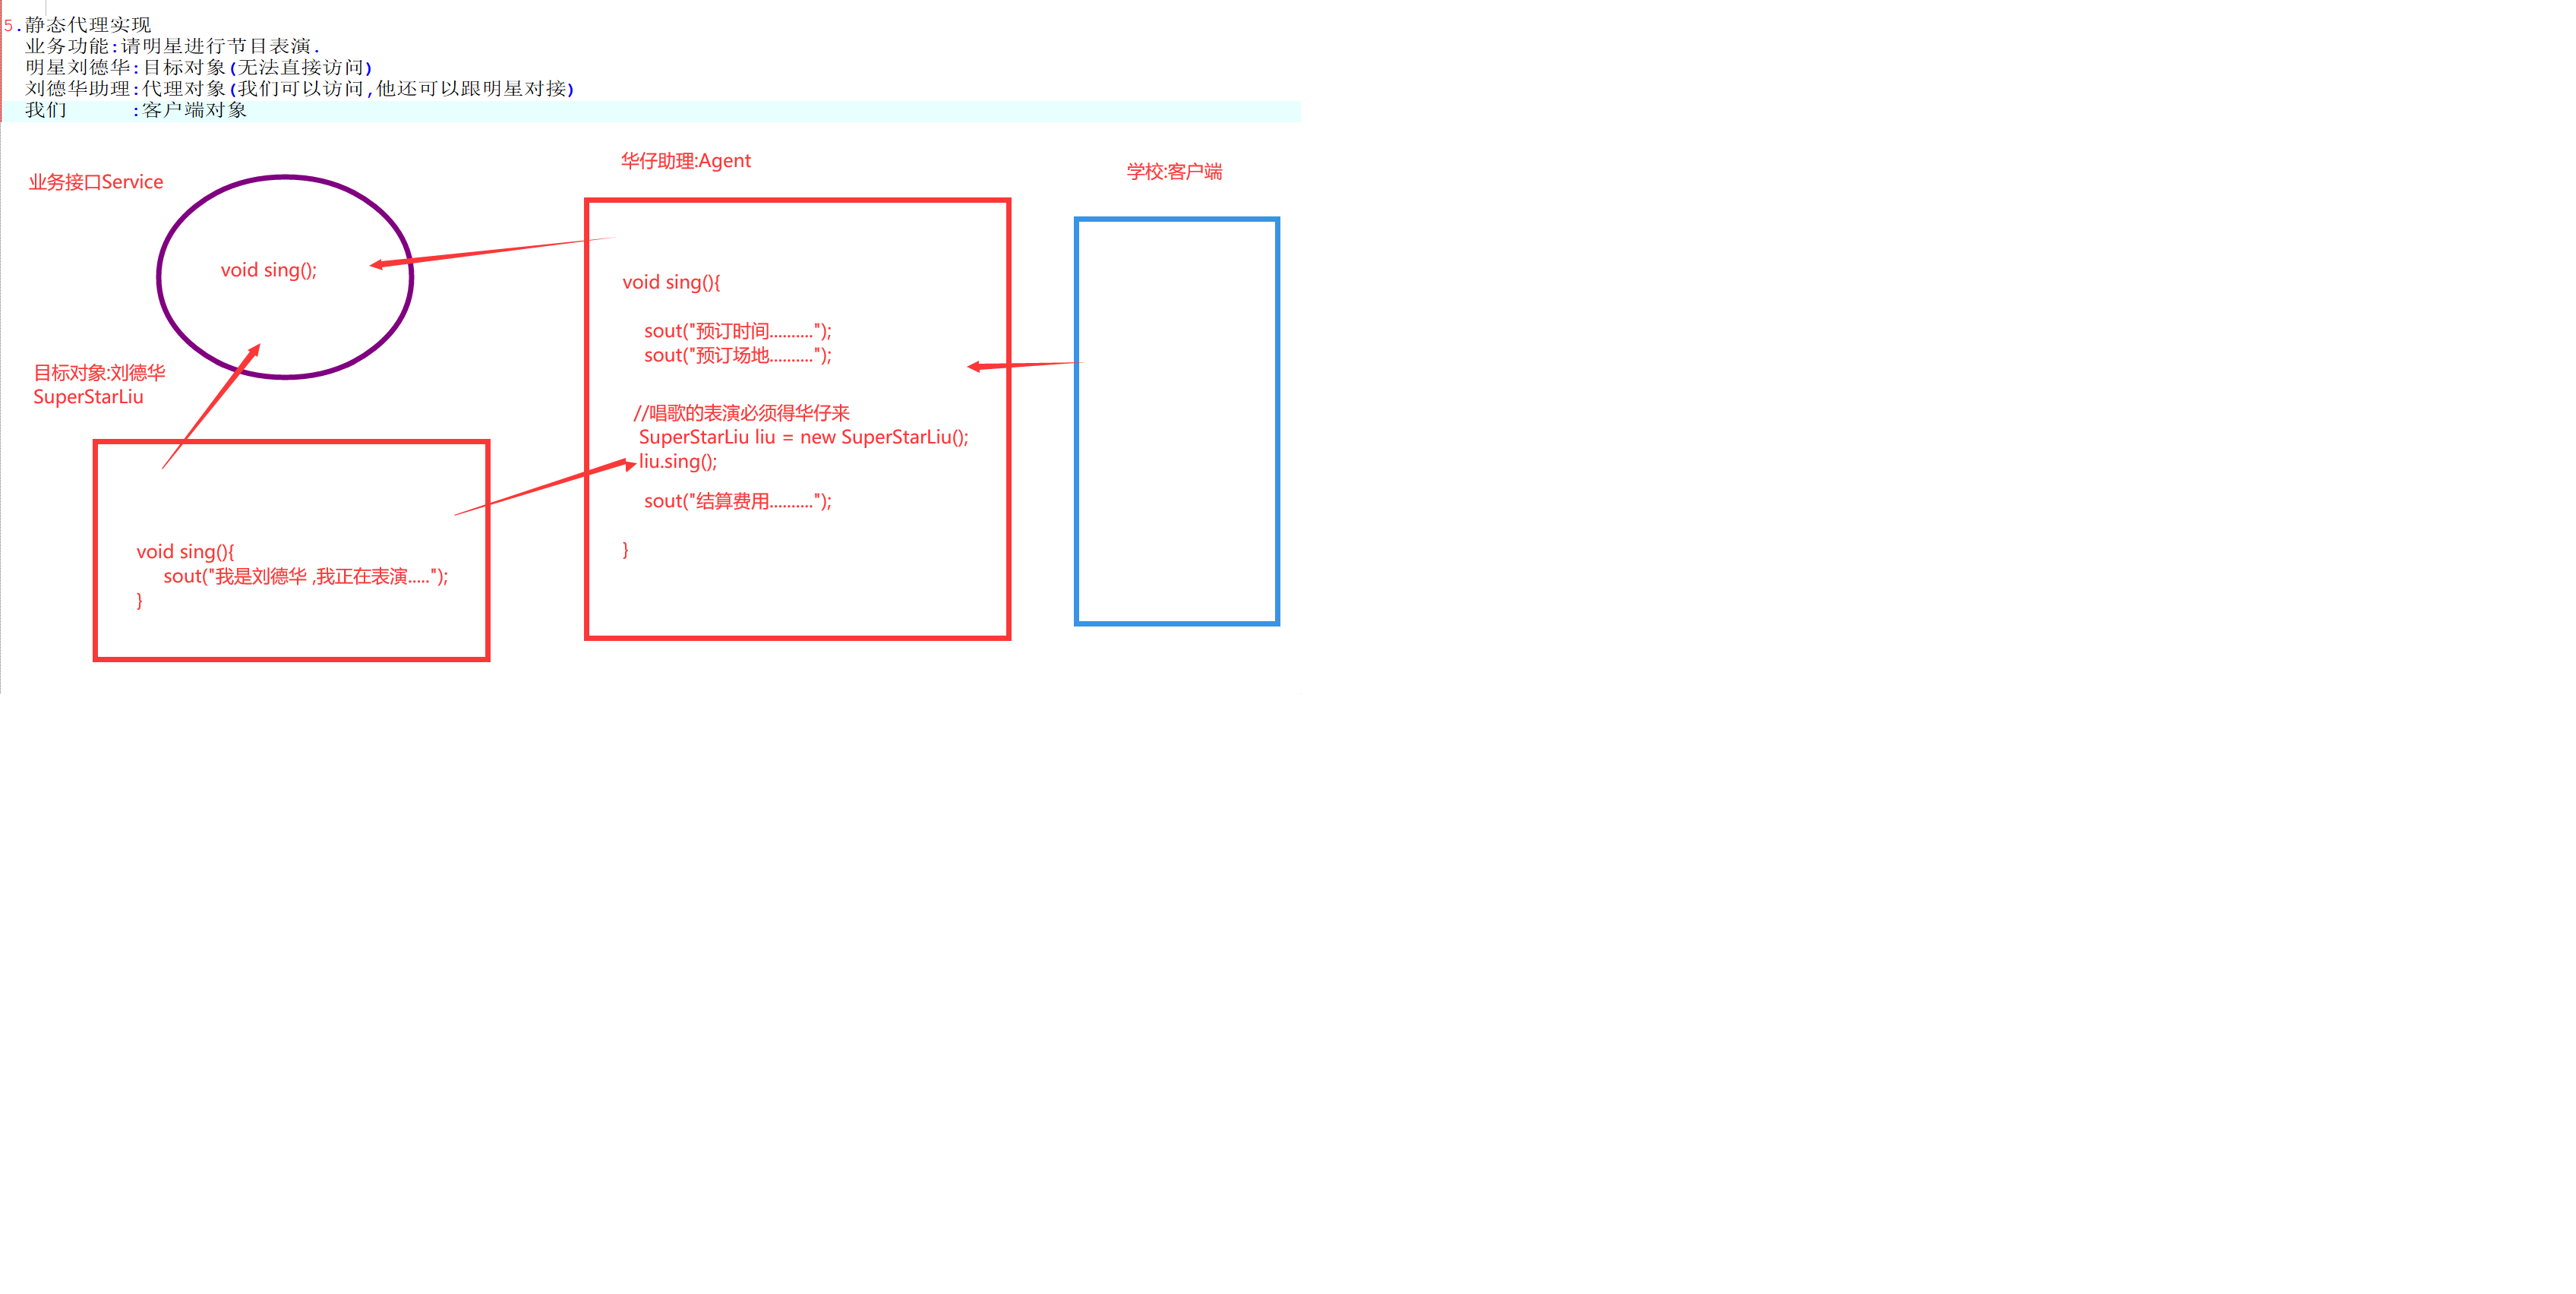 5.静态代理实现
业务功能:请明星进行节目表演.
明星刘德华:目标对象(无法直接访问)
刘德华助理:代理对象(我们可以访问,他还可以跟明星对接)
我们      :客户端对象
业务接口Service
void sing();
目标对象:刘德华
SuperStarLiu
void sing(){
sout("我是刘德华 ,我正在表演.....");
}
华仔助理:Agent
void sing(){
sout("预订时间..........");
sout("预订场地..........");
//唱歌的表演必须得华仔来
SuperStarLiu liu = new SuperStarLiu();
liu.sing();
sout("结算费用..........");
}
学校:客户端